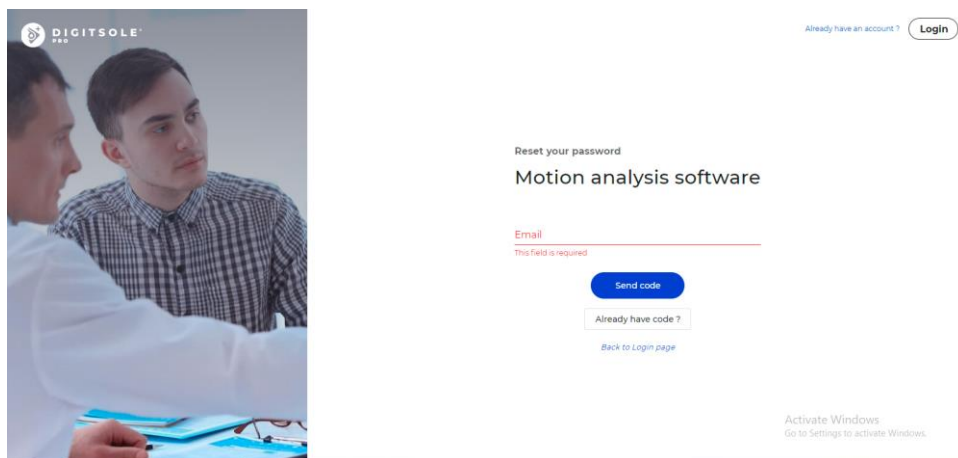 DIGITSOLE
PRO
Already have an account ?
Login
Reset your password
Motion analysis software
Email
This field is required
Send code
Already have code ?
Back to Login page
Activate Windows
Go to Settings to activate Windows.